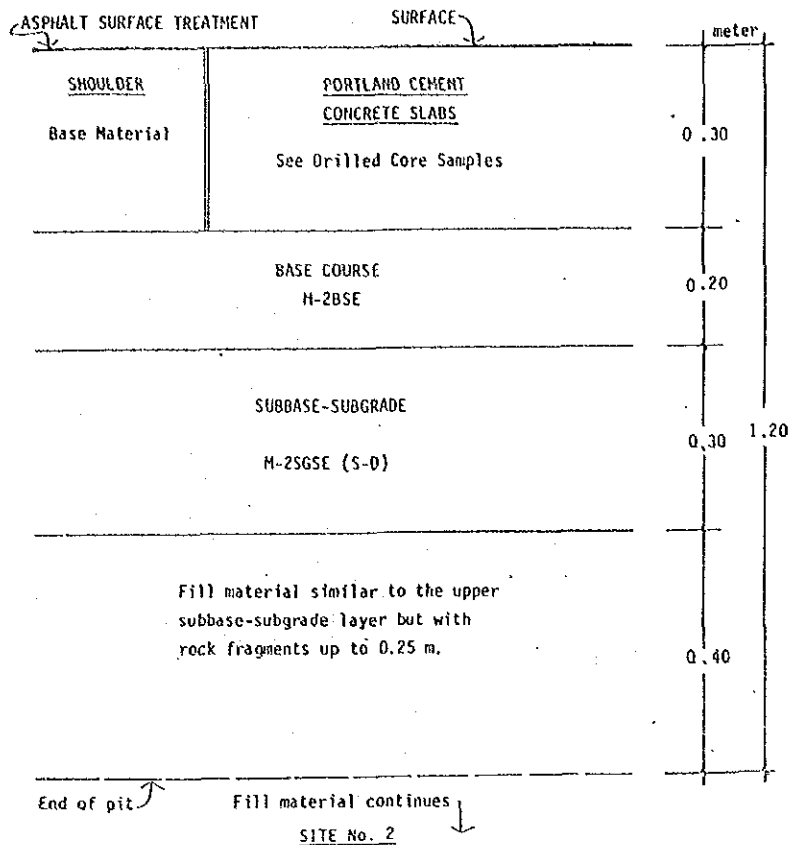 ASPHALT SURFACE TREATMENT
SURFACE
meter
SHOULDER
Base Material
PORTLAND CEMENT
CONCRETE SLABS
See Drilled Core Samples
0.30
BASE COURSE
M-2BSE
0.20
SUBBASE-SUBGRADE
M-2SGSE (S-D)
0.30
1.20
Fill material similar to the upper
subbase-subgrade layer but with
rock fragments up to 0.25 m.
0.40
End of pit
Fill material continues
SITE No. 2